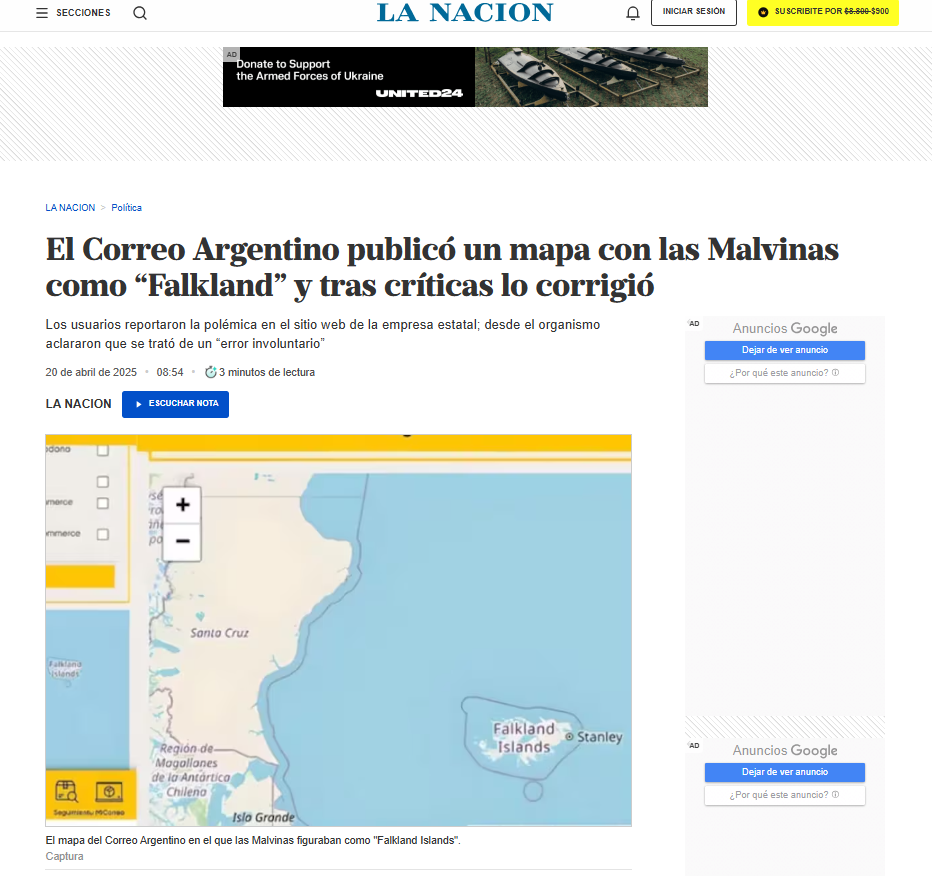 SECCIONES
LA NACION
INICIAR SESIÓN
SUSCRIBITE POR $8.800 $900
AD
Donate to Support
the Armed Forces of Ukraine
UNITED24
LA NACION > Política
El Correo Argentino publicó un mapa con las Malvinas
como “Falkland” y tras críticas lo corrigió
Los usuarios reportaron la polémica en el sitio web de la empresa estatal; desde el organismo
aclararon que se trató de un “error involuntario”
20 de abril de 2025 • 08:54 • 3 minutos de lectura
LA NACION
ESCUCHAR NOTA
AD
Anuncios Google
Dejar de ver anuncio
¿Por qué este anuncio?
+
−
Santa Cruz
Falkland
Islands
Falkland
Islands
Stanley
Región de
Magallanes
de la Antártica
Chilena
Isla Grande
Seguimiento MiCorreo
El mapa del Correo Argentino en el que las Malvinas figuraban como "Falkland Islands".
Captura
AD
Anuncios Google
Dejar de ver anuncio
¿Por qué este anuncio?